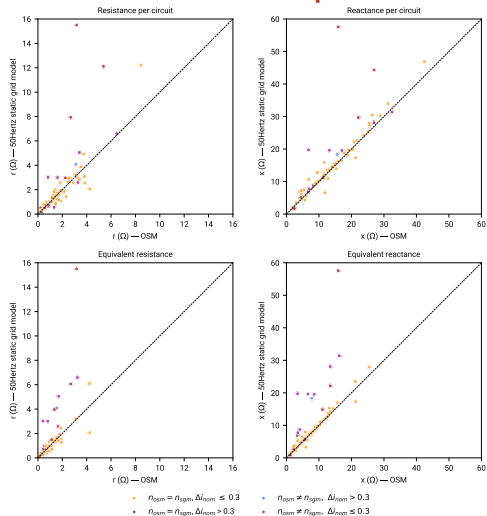 Resistance per circuit
r (Ω) — 50Hertz static grid model
16
14
12
10
8
6
4
2
0
0 2 4 6 8 10 12 14 16
r (Ω) — OSM
Reactance per circuit
x (Ω) — 50Hertz static grid model
60
50
40
30
20
10
0
0 10 20 30 40 50 60
x (Ω) — OSM
Equivalent resistance
r (Ω) — 50Hertz static grid model
16
14
12
10
8
6
4
2
0
0 2 4 6 8 10 12 14 16
r (Ω) — OSM
Equivalent reactance
x (Ω) — 50Hertz static grid model
60
50
40
30
20
10
0
0 10 20 30 40 50 60
x (Ω) — OSM
n_osm = n_sgm, Δi_nom ≤ 0.3
n_osm = n_sgm, Δi_nom > 0.3
n_osm ≠ n_sgm, Δi_nom > 0.3
n_osm ≠ n_sgm, Δi_nom ≤ 0.3